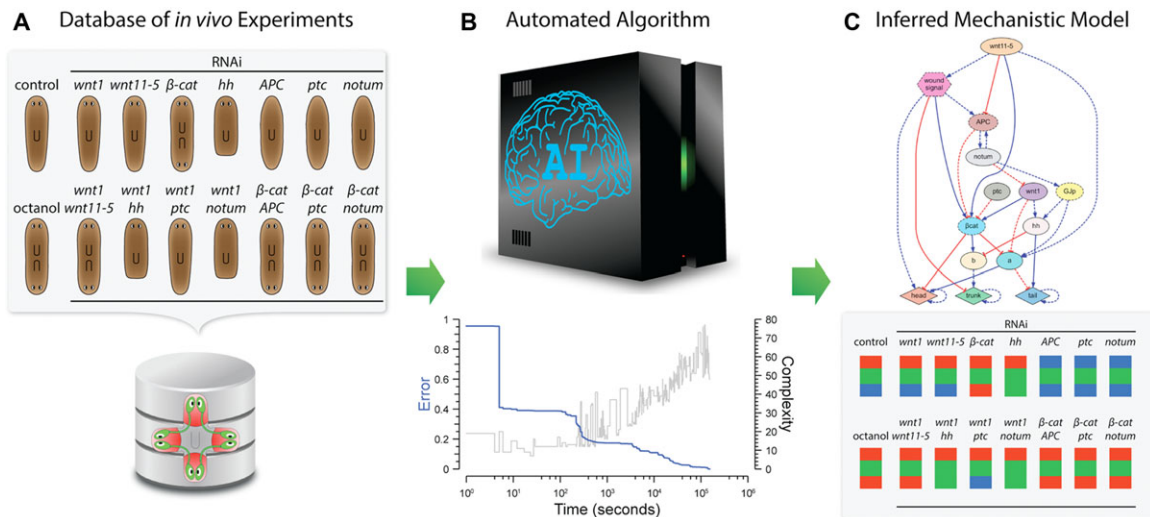 A Database of in vivo Experiments
RNAi
control wnt1 wnt11-5 β-cat hh APC ptc notum
wnt1 wnt1 wnt1 wnt1 β-cat β-cat β-cat
octanol wnt11-5 hh ptc notum APC ptc notum
B Automated Algorithm
AI
1 0.8 0.6 0.4 0.2 0
Error
80 70 60 50 40 30 20 10 0
Complexity
10⁰ 10¹ 10² 10³ 10⁴ 10⁵ 10⁶
Time (seconds)
C Inferred Mechanistic Model
wnt11-5
wound
signal
APC
notum
ptc wnt1 GJp
βcat hh
b a
head trunk tail
RNAi
control wnt1 wnt11-5 β-cat hh APC ptc notum
wnt1 wnt1 wnt1 wnt1 β-cat β-cat β-cat
octanol wnt11-5 hh ptc notum APC ptc notum